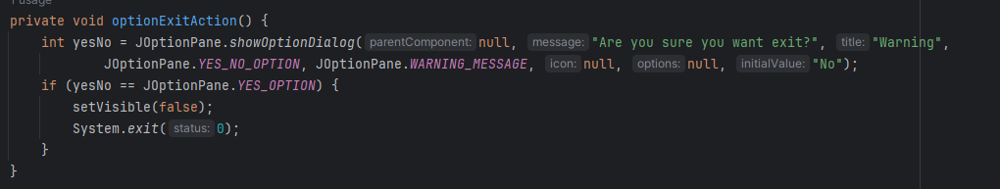 1 usage
private void optionExitAction() {
    int yesNo = JOptionPane.showOptionDialog( parentComponent: null, message: "Are you sure you want exit?", title: "Warning",
            JOptionPane.YES_NO_OPTION, JOptionPane.WARNING_MESSAGE, icon: null, options: null, initialValue: "No");
    if (yesNo == JOptionPane.YES_OPTION) {
        setVisible(false);
        System.exit( status: 0);
    }
}